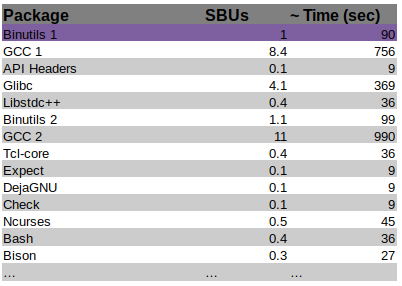 Package SBUs ~ Time (sec)
Binutils 1 1 90
GCC 1 8.4 756
API Headers 0.1 9
Glibc 4.1 369
Libstdc++ 0.4 36
Binutils 2 1.1 99
GCC 2 11 990
Tcl-core 0.4 36
Expect 0.1 9
DejaGNU 0.1 9
Check 0.1 9
Ncurses 0.5 45
Bash 0.4 36
Bison 0.3 27
... ... ...